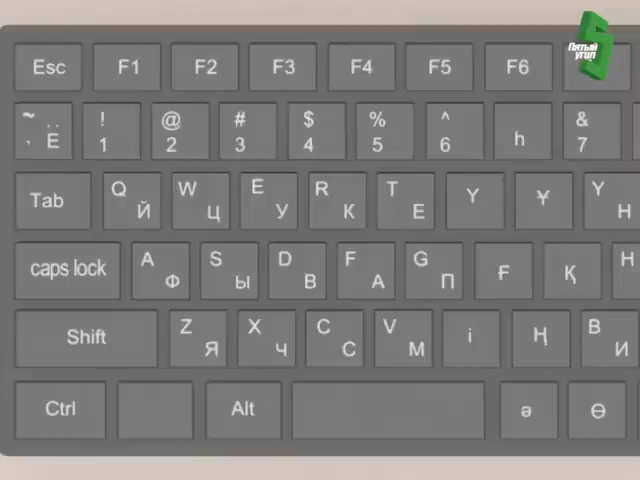 Пятый
угол
Esc F1 F2 F3 F4 F5 F6
~ ` Ё ! 1 @ 2 # 3 $ 4 % 5 ^ 6 һ & 7
Tab Q Й W Ц E У R К T Е Ү Ұ Y Н
caps lock A Ф S Ы D В F А G П Ғ Қ H
Shift Z Я X Ч C С V М і Ң B И
Ctrl Alt ә Ө